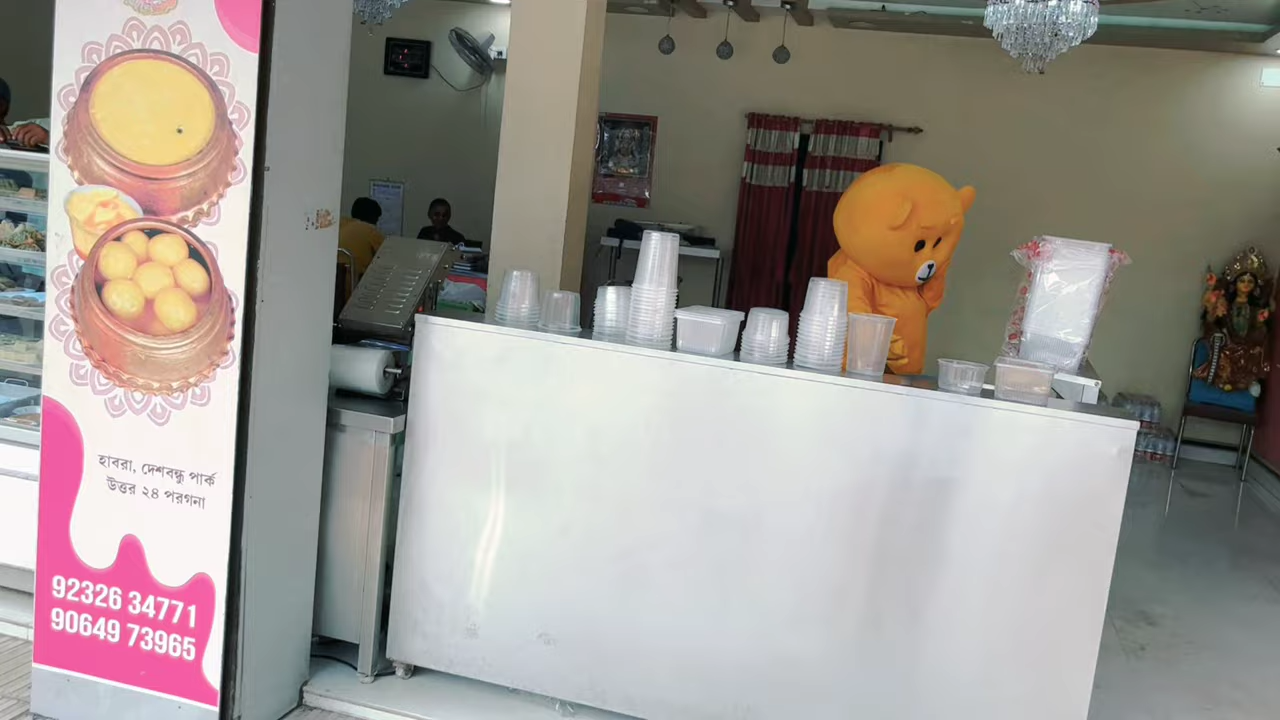 হাবরা, দেশবন্ধু পার্ক
উত্তর ২৪ পরগনা
92326 34771
90649 73965